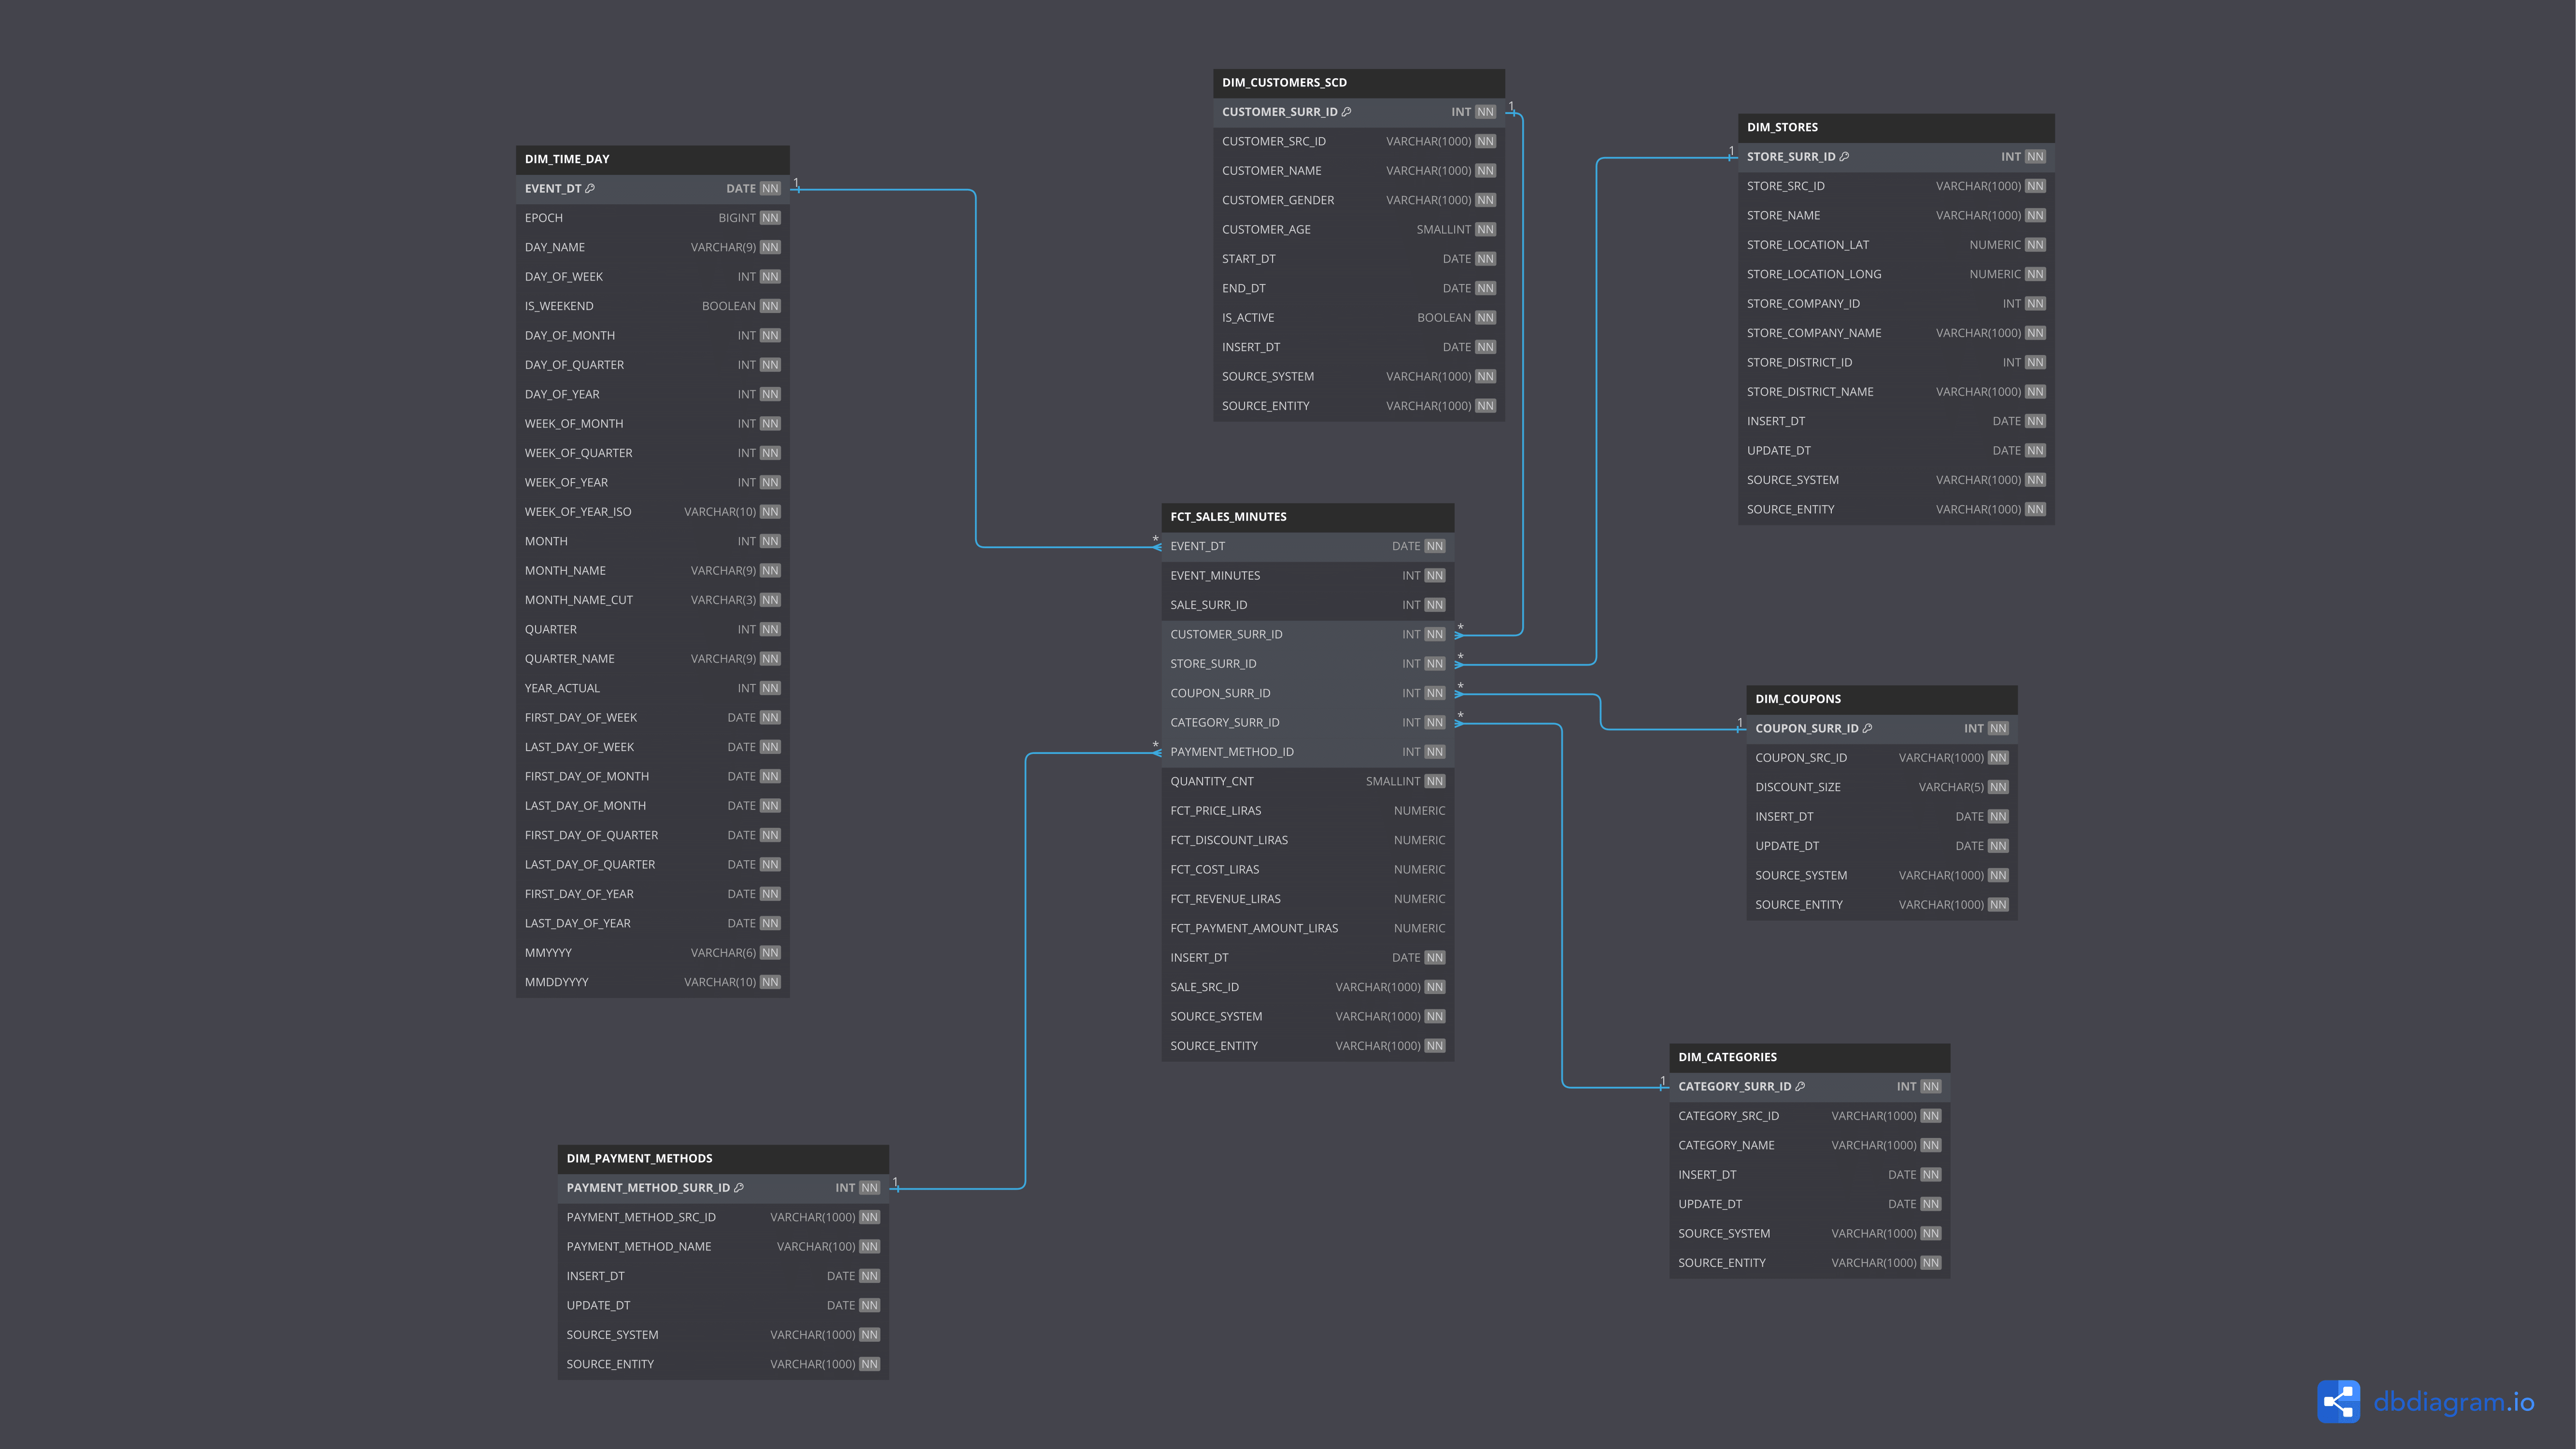 DIM_CUSTOMERS_SCD
CUSTOMER_SURR_ID INT NN
CUSTOMER_SRC_ID VARCHAR(1000) NN
CUSTOMER_NAME VARCHAR(1000) NN
CUSTOMER_GENDER VARCHAR(1000) NN
CUSTOMER_AGE SMALLINT NN
START_DT DATE NN
END_DT DATE NN
IS_ACTIVE BOOLEAN NN
INSERT_DT DATE NN
SOURCE_SYSTEM VARCHAR(1000) NN
SOURCE_ENTITY VARCHAR(1000) NN
1
DIM_STORES
1
STORE_SURR_ID INT NN
STORE_SRC_ID VARCHAR(1000) NN
STORE_NAME VARCHAR(1000) NN
STORE_LOCATION_LAT NUMERIC NN
STORE_LOCATION_LONG NUMERIC NN
STORE_COMPANY_ID INT NN
STORE_COMPANY_NAME VARCHAR(1000) NN
STORE_DISTRICT_ID INT NN
STORE_DISTRICT_NAME VARCHAR(1000) NN
INSERT_DT DATE NN
UPDATE_DT DATE NN
SOURCE_SYSTEM VARCHAR(1000) NN
SOURCE_ENTITY VARCHAR(1000) NN
DIM_TIME_DAY
EVENT_DT DATE NN
1
EPOCH BIGINT NN
DAY_NAME VARCHAR(9) NN
DAY_OF_WEEK INT NN
IS_WEEKEND BOOLEAN NN
DAY_OF_MONTH INT NN
DAY_OF_QUARTER INT NN
DAY_OF_YEAR INT NN
WEEK_OF_MONTH INT NN
WEEK_OF_QUARTER INT NN
WEEK_OF_YEAR INT NN
WEEK_OF_YEAR_ISO VARCHAR(10) NN
MONTH INT NN
MONTH_NAME VARCHAR(9) NN
MONTH_NAME_CUT VARCHAR(3) NN
QUARTER INT NN
QUARTER_NAME VARCHAR(9) NN
YEAR_ACTUAL INT NN
FIRST_DAY_OF_WEEK DATE NN
LAST_DAY_OF_WEEK DATE NN
FIRST_DAY_OF_MONTH DATE NN
LAST_DAY_OF_MONTH DATE NN
FIRST_DAY_OF_QUARTER DATE NN
LAST_DAY_OF_QUARTER DATE NN
FIRST_DAY_OF_YEAR DATE NN
LAST_DAY_OF_YEAR DATE NN
MMYYYY VARCHAR(6) NN
MMDDYYYY VARCHAR(10) NN
FCT_SALES_MINUTES
* EVENT_DT DATE NN
EVENT_MINUTES INT NN
SALE_SURR_ID INT NN
CUSTOMER_SURR_ID INT NN *
STORE_SURR_ID INT NN *
COUPON_SURR_ID INT NN *
CATEGORY_SURR_ID INT NN *
* PAYMENT_METHOD_ID INT NN
QUANTITY_CNT SMALLINT NN
FCT_PRICE_LIRAS NUMERIC
FCT_DISCOUNT_LIRAS NUMERIC
FCT_COST_LIRAS NUMERIC
FCT_REVENUE_LIRAS NUMERIC
FCT_PAYMENT_AMOUNT_LIRAS NUMERIC
INSERT_DT DATE NN
SALE_SRC_ID VARCHAR(1000) NN
SOURCE_SYSTEM VARCHAR(1000) NN
SOURCE_ENTITY VARCHAR(1000) NN
DIM_COUPONS
1
COUPON_SURR_ID INT NN
COUPON_SRC_ID VARCHAR(1000) NN
DISCOUNT_SIZE VARCHAR(5) NN
INSERT_DT DATE NN
UPDATE_DT DATE NN
SOURCE_SYSTEM VARCHAR(1000) NN
SOURCE_ENTITY VARCHAR(1000) NN
DIM_CATEGORIES
1
CATEGORY_SURR_ID INT NN
CATEGORY_SRC_ID VARCHAR(1000) NN
CATEGORY_NAME VARCHAR(1000) NN
INSERT_DT DATE NN
UPDATE_DT DATE NN
SOURCE_SYSTEM VARCHAR(1000) NN
SOURCE_ENTITY VARCHAR(1000) NN
DIM_PAYMENT_METHODS
PAYMENT_METHOD_SURR_ID INT NN
1
PAYMENT_METHOD_SRC_ID VARCHAR(1000) NN
PAYMENT_METHOD_NAME VARCHAR(100) NN
INSERT_DT DATE NN
UPDATE_DT DATE NN
SOURCE_SYSTEM VARCHAR(1000) NN
SOURCE_ENTITY VARCHAR(1000) NN
dbdiagram.io